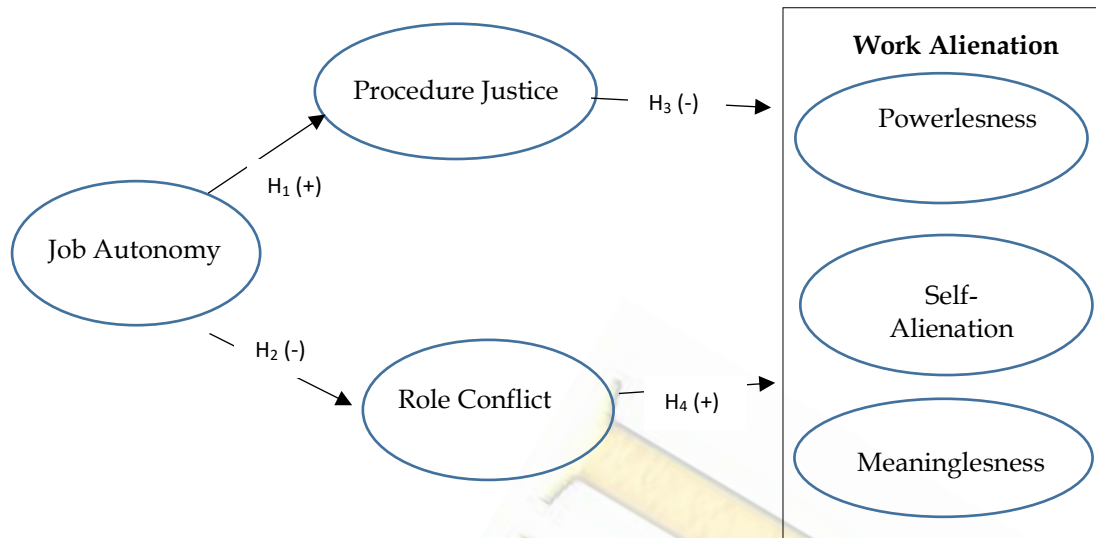 Work Alienation
Procedure Justice
H₃ (-)
Powerlesness
H₁ (+)
Job Autonomy
Self-
Alienation
H₂ (-)
Role Conflict
H₄ (+)
Meaninglesness